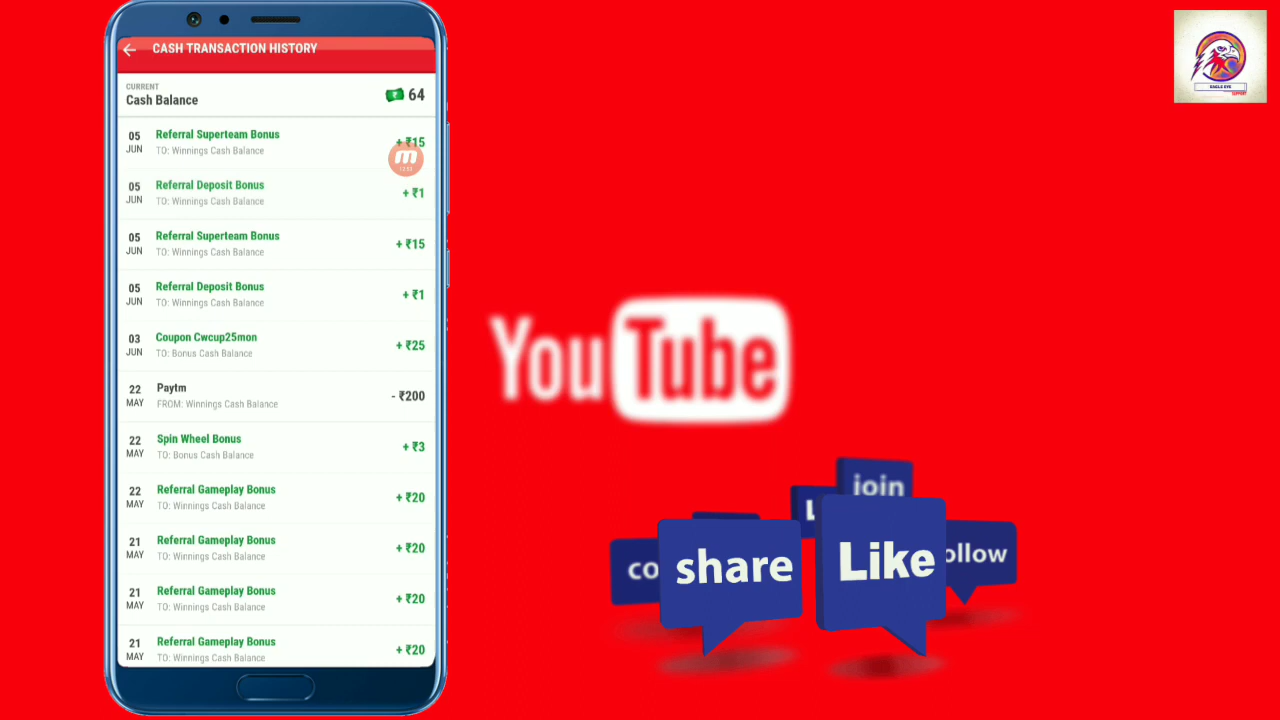 CASH TRANSACTION HISTORY
CURRENT
Cash Balance
64
05 JUN
Referral Superteam Bonus
+ ₹15
TO: Winnings Cash Balance
05 JUN
Referral Deposit Bonus
+ ₹1
TO: Winnings Cash Balance
05 JUN
Referral Superteam Bonus
+ ₹15
TO: Winnings Cash Balance
05 JUN
Referral Deposit Bonus
+ ₹1
TO: Winnings Cash Balance
03 JUN
Coupon Cwcup25mon
+ ₹25
TO: Bonus Cash Balance
22 MAY
Paytm
- ₹200
FROM: Winnings Cash Balance
22 MAY
Spin Wheel Bonus
+ ₹3
TO: Bonus Cash Balance
22 MAY
Referral Gameplay Bonus
+ ₹20
TO: Winnings Cash Balance
21 MAY
Referral Gameplay Bonus
+ ₹20
TO: Winnings Cash Balance
21 MAY
Referral Gameplay Bonus
+ ₹20
TO: Winnings Cash Balance
21 MAY
Referral Gameplay Bonus
+ ₹20
TO: Winnings Cash Balance
EAGLE EYE
YouTube
join
L
co
share
Like
ollow